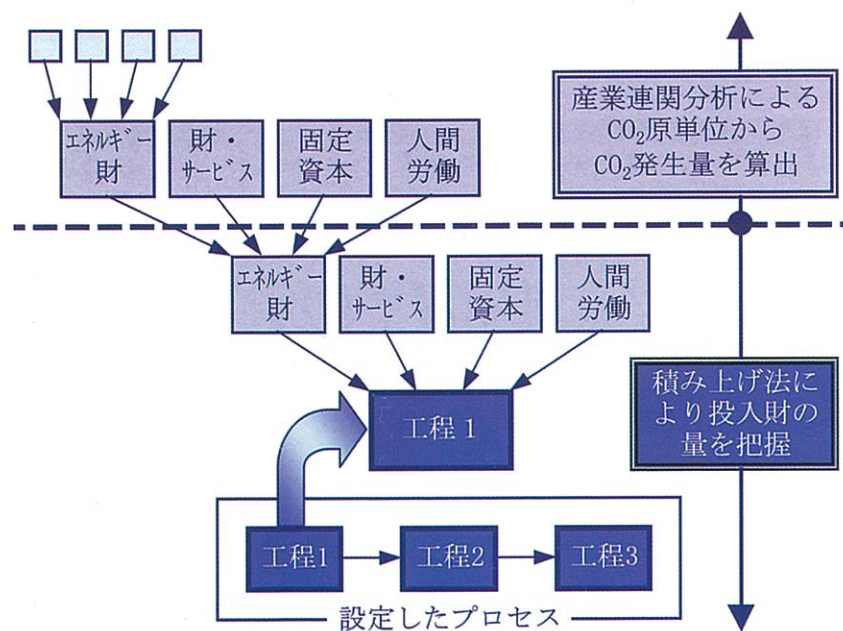 産業連関分析による
CO₂原単位から
CO₂発生量を算出
エネルギー
財
財・
サービス
固定
資本
人間
労働
エネルギー
財
財・
サービス
固定
資本
人間
労働
積み上げ法に
より投入財の
量を把握
工程1
工程1
工程2
工程3
設定したプロセス